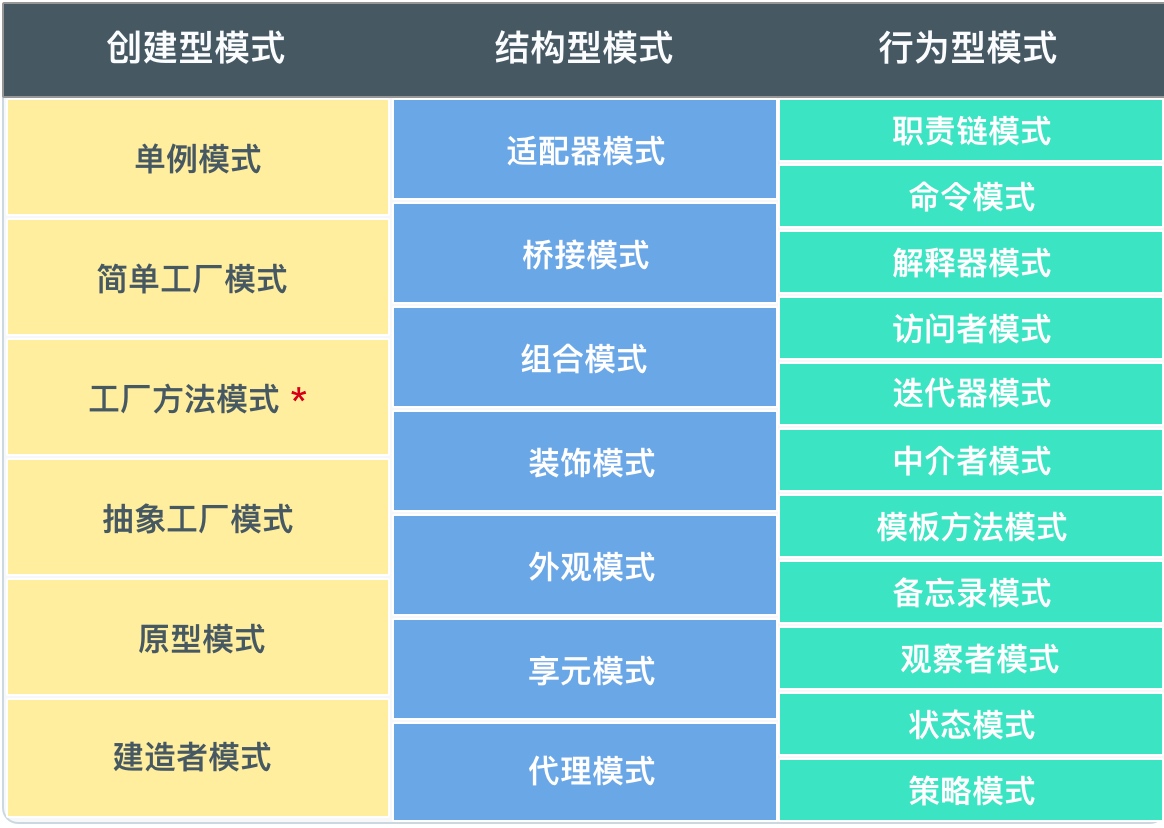 创建型模式
结构型模式
行为型模式
单例模式
简单工厂模式
工厂方法模式 *
抽象工厂模式
原型模式
建造者模式
适配器模式
桥接模式
组合模式
装饰模式
外观模式
享元模式
代理模式
职责链模式
命令模式
解释器模式
访问者模式
迭代器模式
中介者模式
模板方法模式
备忘录模式
观察者模式
状态模式
策略模式